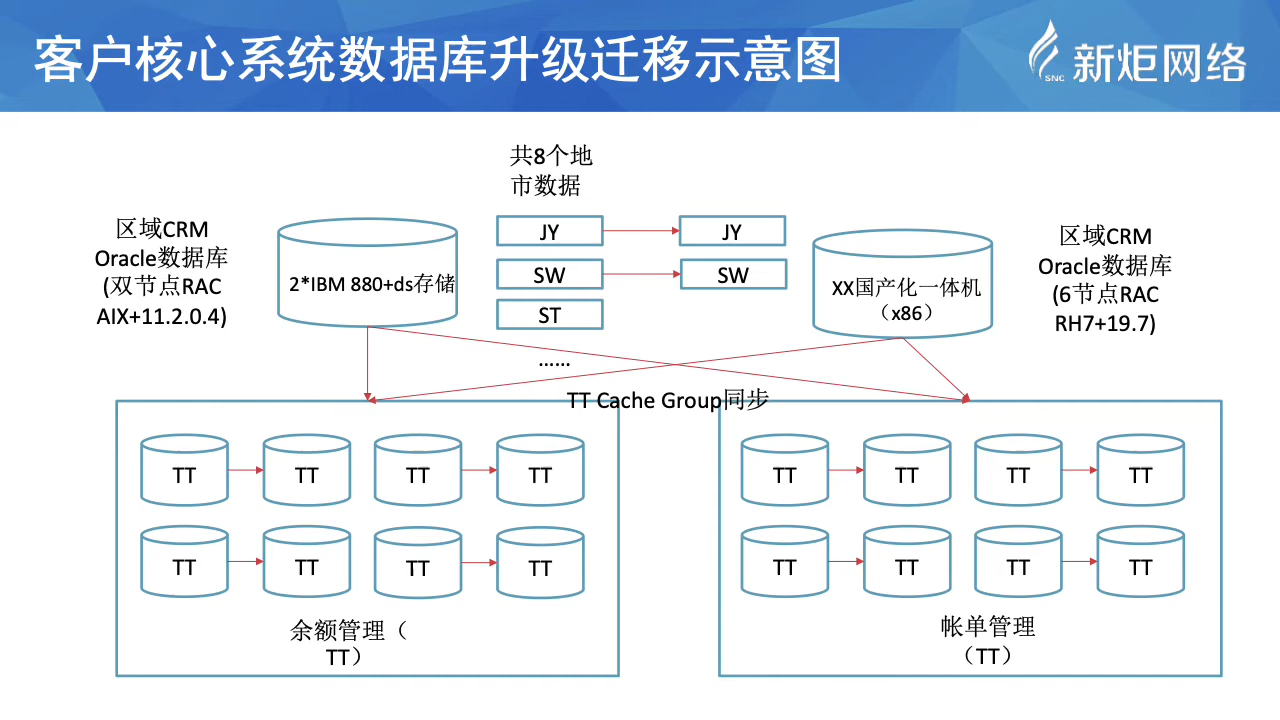 客户核心系统数据库升级迁移示意图
SNC 新炬网络
共8个地
市数据
区域CRM
Oracle数据库
(双节点RAC
AIX+11.2.0.4)
2*IBM 880+ds存储
JY
JY
SW
SW
ST
XX国产化一体机
（x86）
区域CRM
Oracle数据库
(6节点RAC
RH7+19.7)
......
TT Cache Group同步
TT TT TT TT
TT TT TT TT
余额管理（
TT）
TT TT TT TT
TT TT TT TT
帐单管理
（TT）